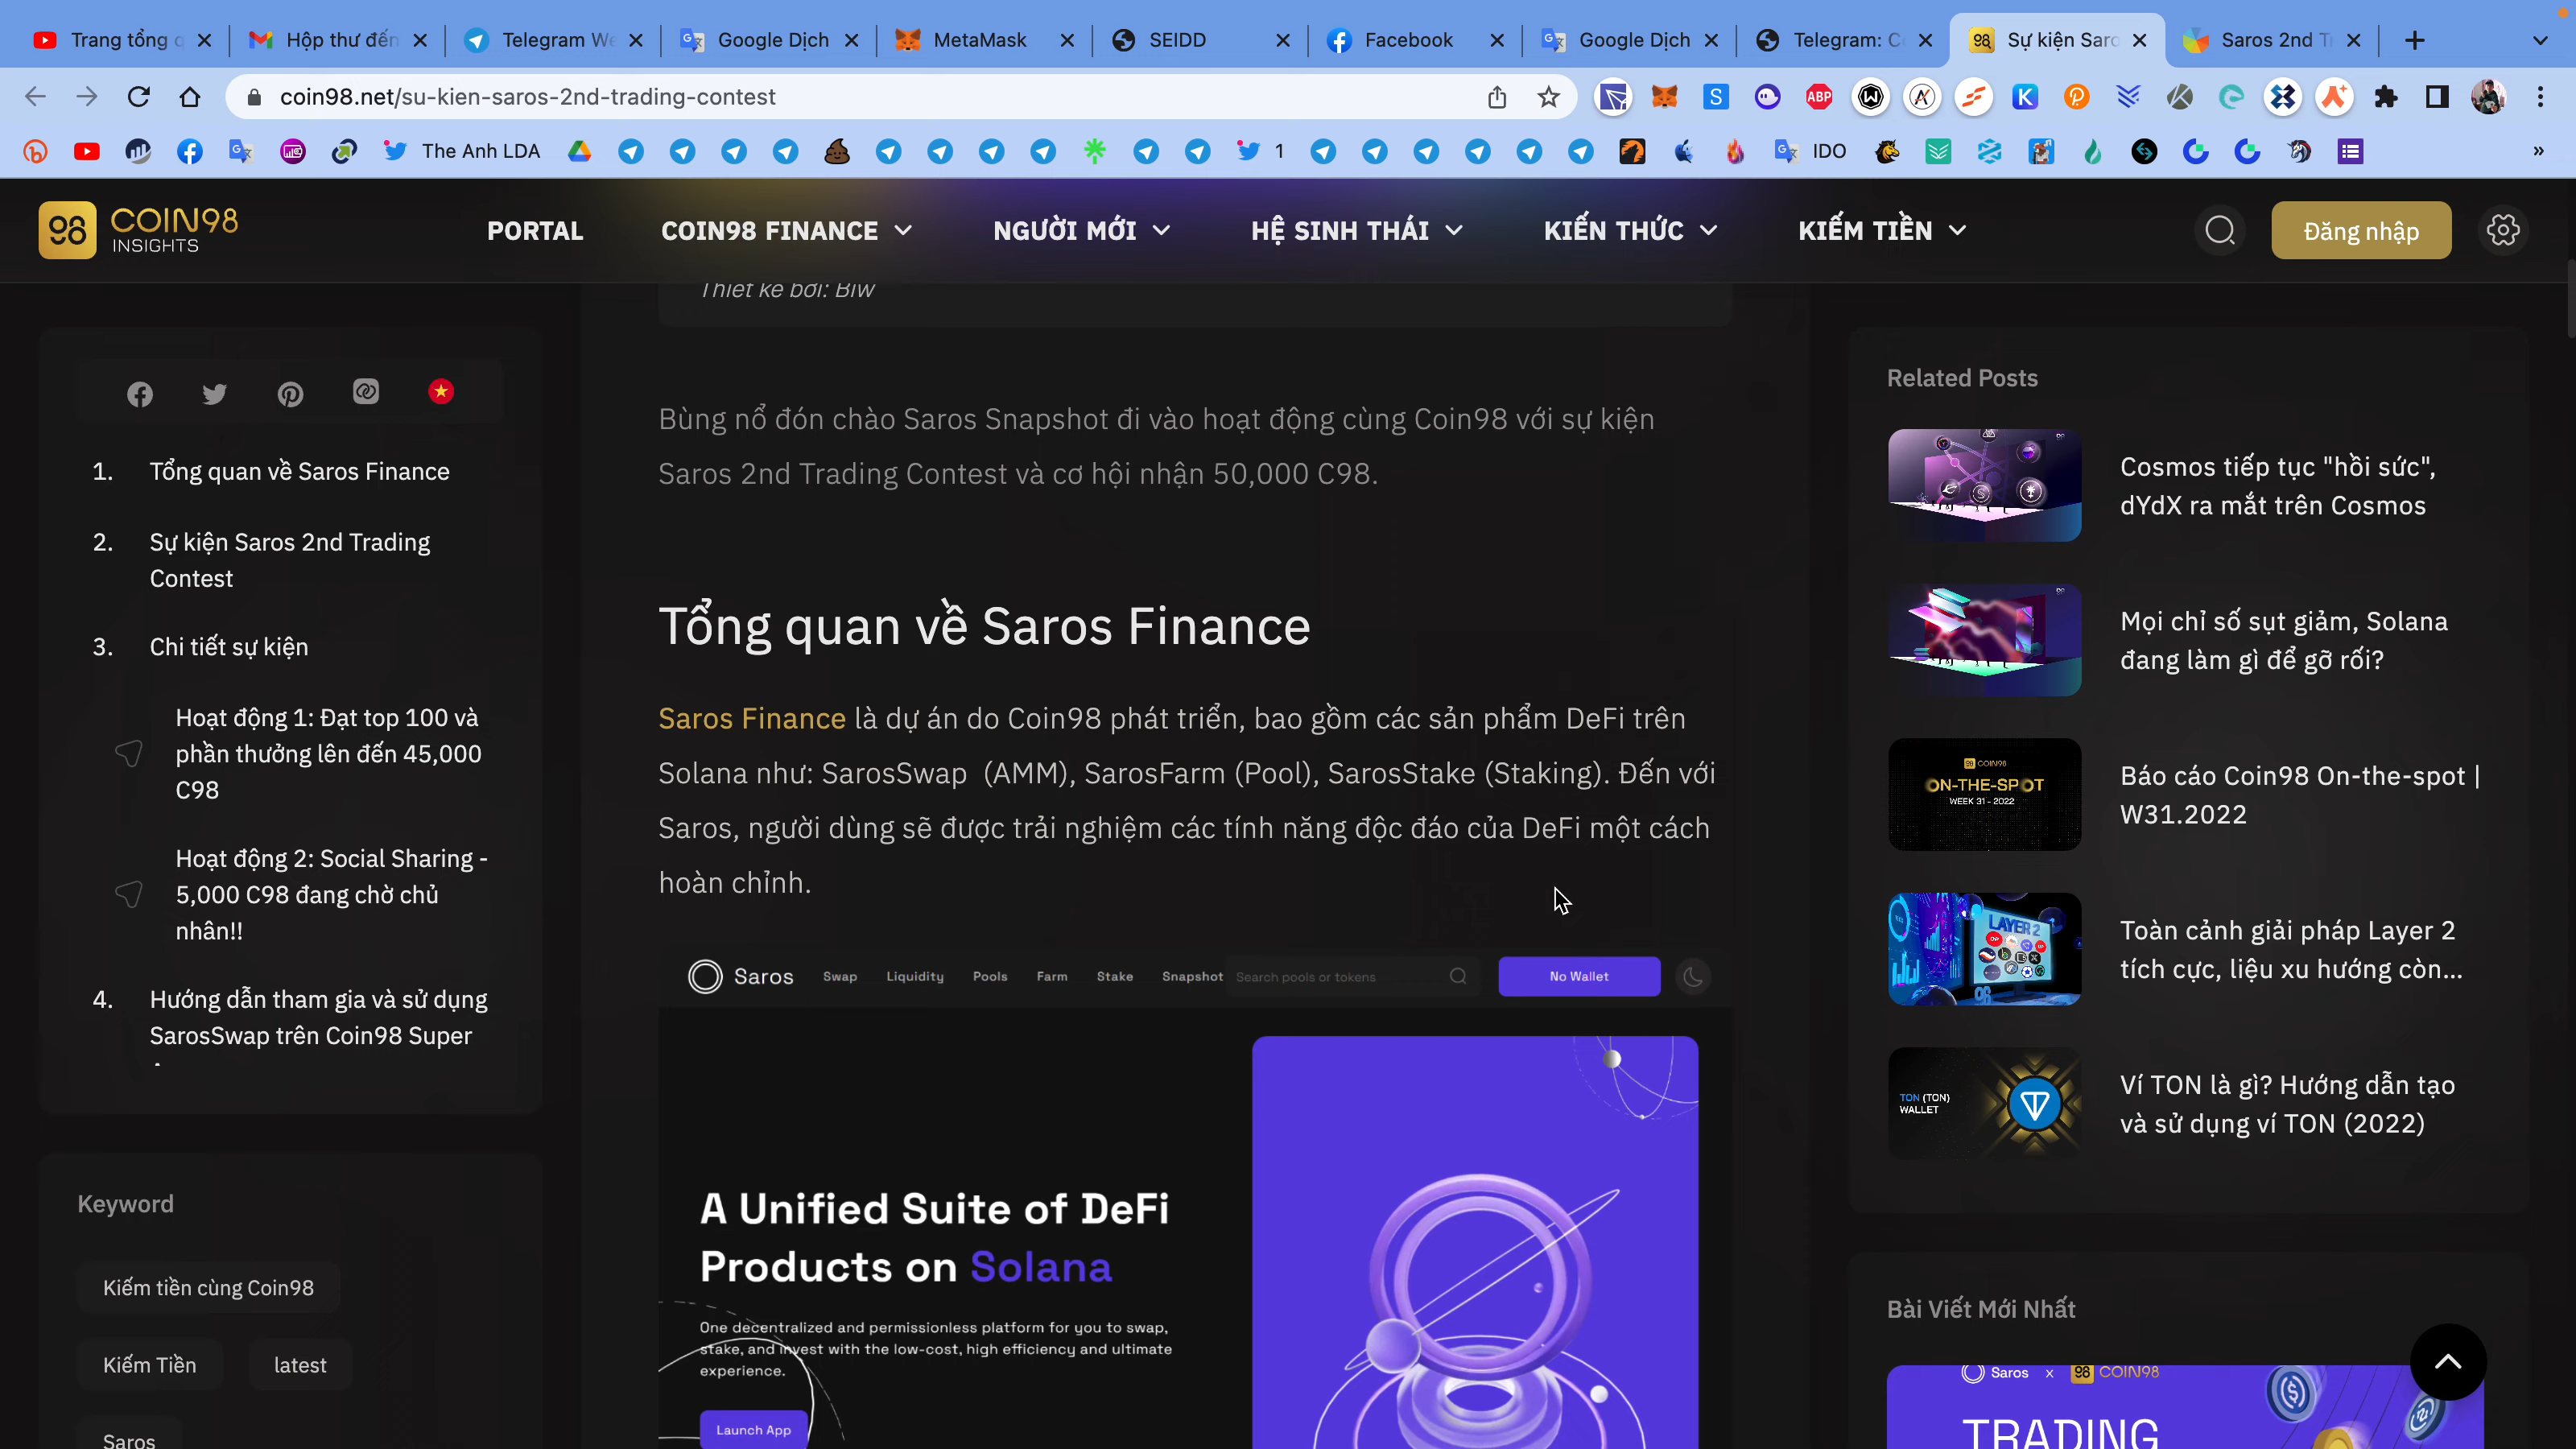 Trang tổng q
Hộp thư đến
Telegram We
Google Dịch
MetaMask
SEIDD
Facebook
Google Dịch
Telegram: C
Sự kiện Saro
Saros 2nd T
coin98.net/su-kien-saros-2nd-trading-contest
The Anh LDA
1
IDO
COIN98
INSIGHTS
PORTAL
COIN98 FINANCE
NGƯỜI MỚI
HỆ SINH THÁI
KIẾN THỨC
KIẾM TIỀN
Đăng nhập
Thiết kế bởi: Biw
1. Tổng quan về Saros Finance
2. Sự kiện Saros 2nd Trading
Contest
3. Chi tiết sự kiện
Hoạt động 1: Đạt top 100 và
phần thưởng lên đến 45,000
C98
Hoạt động 2: Social Sharing -
5,000 C98 đang chờ chủ
nhân!!
4. Hướng dẫn tham gia và sử dụng
SarosSwap trên Coin98 Super
Keyword
Kiếm tiền cùng Coin98
Kiếm Tiền
latest
Saros
Bùng nổ đón chào Saros Snapshot đi vào hoạt động cùng Coin98 với sự kiện
Saros 2nd Trading Contest và cơ hội nhận 50,000 C98.
Tổng quan về Saros Finance
Saros Finance là dự án do Coin98 phát triển, bao gồm các sản phẩm DeFi trên
Solana như: SarosSwap (AMM), SarosFarm (Pool), SarosStake (Staking). Đến với
Saros, người dùng sẽ được trải nghiệm các tính năng độc đáo của DeFi một cách
hoàn chỉnh.
Saros
Swap
Liquidity
Pools
Farm
Stake
Snapshot
Search pools or tokens
No Wallet
A Unified Suite of DeFi
Products on Solana
One decentralized and permissionless platform for you to swap,
stake, and invest with the low-cost, high efficiency and ultimate
experience.
Launch App
Related Posts
Cosmos tiếp tục "hồi sức",
dYdX ra mắt trên Cosmos
Mọi chỉ số sụt giảm, Solana
đang làm gì để gỡ rối?
COIN98
ON-THE-SPOT
WEEK 31 - 2022
Báo cáo Coin98 On-the-spot |
W31.2022
LAYER 2
Toàn cảnh giải pháp Layer 2
tích cực, liệu xu hướng còn...
TON (TON)
WALLET
Ví TON là gì? Hướng dẫn tạo
và sử dụng ví TON (2022)
Bài Viết Mới Nhất
Saros x COIN98
TRADING